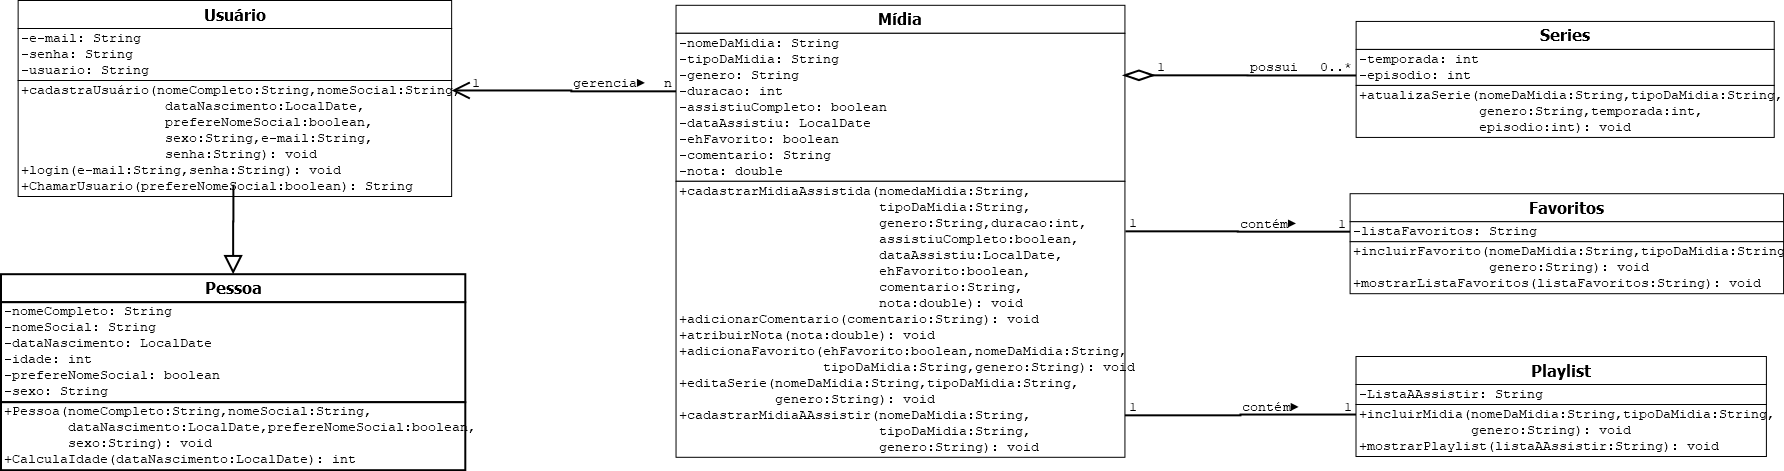 Usuário
-e-mail: String
-senha: String
-usuario: String
+cadastraUsuário(nomeCompleto:String,nomeSocial:String,
dataNascimento:LocalDate,
prefereNomeSocial:boolean,
sexo:String,e-mail:String,
senha:String): void
+login(e-mail:String,senha:String): void
+ChamarUsuario(prefereNomeSocial:boolean): String
Pessoa
-nomeCompleto: String
-nomeSocial: String
-dataNascimento: LocalDate
-idade: int
-prefereNomeSocial: boolean
-sexo: String
+Pessoa(nomeCompleto:String,nomeSocial:String,
dataNascimento:LocalDate,prefereNomeSocial:boolean,
sexo:String): void
+CalculaIdade(dataNascimento:LocalDate): int
1 gerencia n
Mídia
-nomeDaMidia: String
-tipoDaMidia: String
-genero: String
-duracao: int
-assistiuCompleto: boolean
-dataAssistiu: LocalDate
-ehFavorito: boolean
-comentario: String
-nota: double
+cadastrarMidiaAssistida(nomedaMidia:String,
tipoDaMidia:String,
genero:String,duracao:int,
assistiuCompleto:boolean,
dataAssistiu:LocalDate,
ehFavorito:boolean,
comentario:String,
nota:double): void
+adicionarComentario(comentario:String): void
+atribuirNota(nota:double): void
+adicionaFavorito(ehFavorito:boolean,nomeDaMidia:String,
tipoDaMidia:String,genero:String): void
+editaSerie(nomeDaMidia:String,tipoDaMidia:String,
genero:String): void
+cadastrarMidiaAAssistir(nomeDaMidia:String,
tipoDaMidia:String,
genero:String): void
1 possui 0..*
Series
-temporada: int
-episodio: int
+atualizaSerie(nomeDaMidia:String,tipoDaMidia:String,
genero:String,temporada:int,
episodio:int): void
1 contém 1
Favoritos
-listaFavoritos: String
+incluirFavorito(nomeDaMidia:String,tipoDaMidia:String
genero:String): void
+mostrarListaFavoritos(listaFavoritos:String): void
1 contém 1
Playlist
-ListaAAssistir: String
+incluirMidia(nomeDaMidia:String,tipoDaMidia:String,
genero:String): void
+mostrarPlaylist(listaAAssistir:String): void